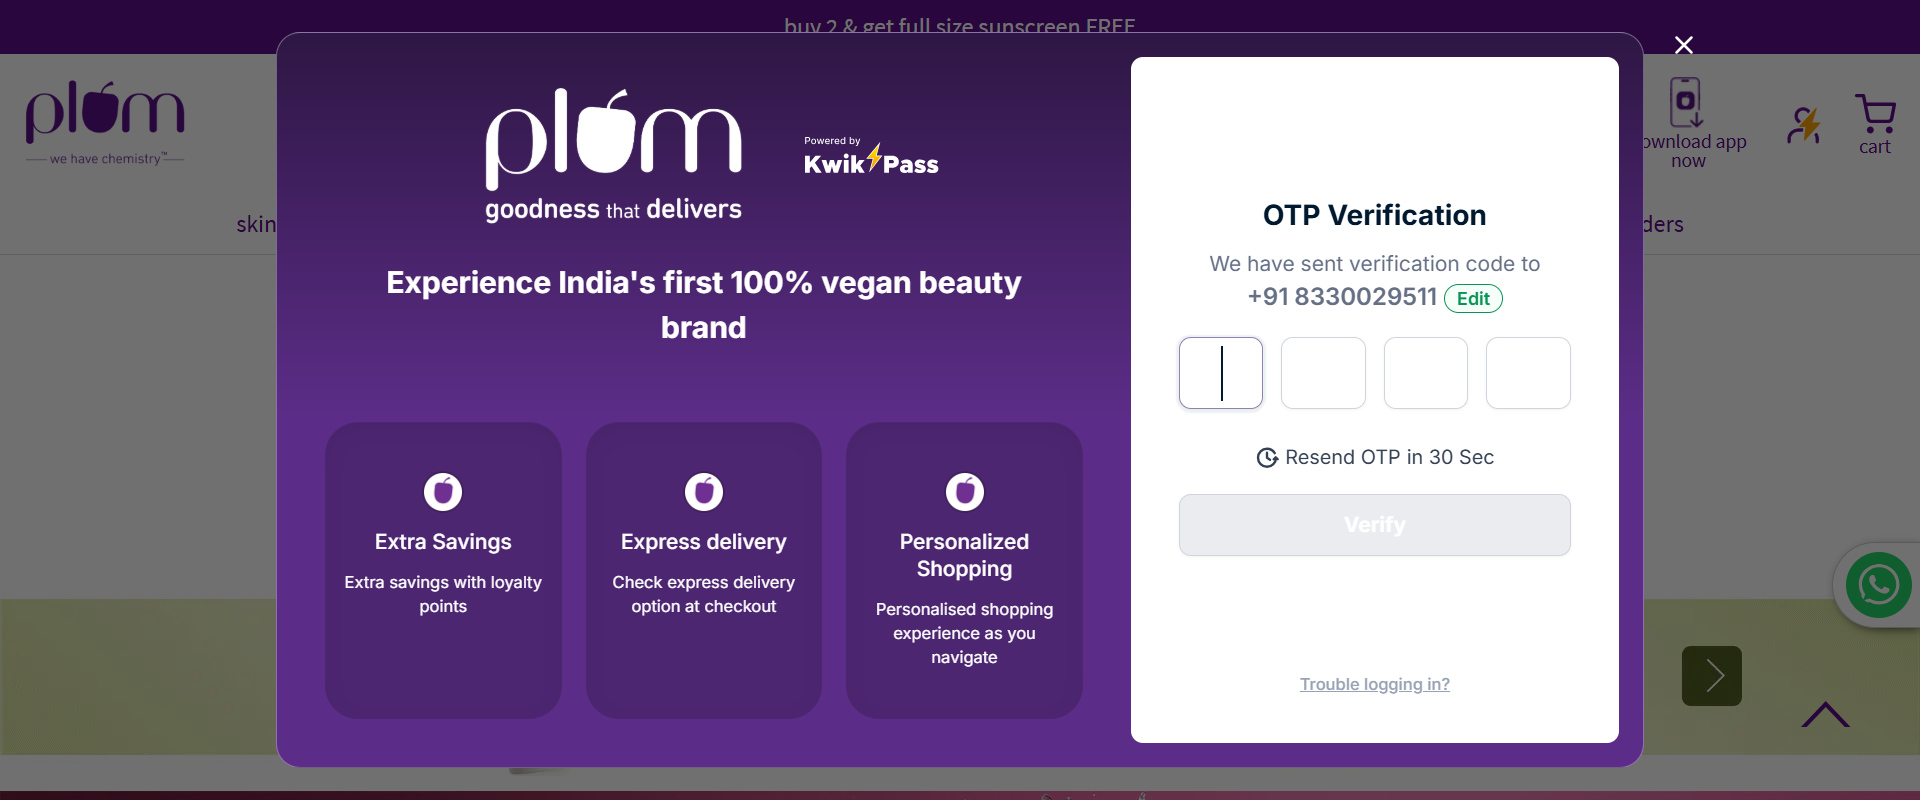 buy 2 & get full size sunscreen FREE
plum
we have chemistry™
ownload app
now
cart
skin
ders
plum
goodness that delivers
Powered by
Kwik Pass
Experience India's first 100% vegan beauty
brand
Extra Savings
Extra savings with loyalty
points
Express delivery
Check express delivery
option at checkout
Personalized
Shopping
Personalised shopping
experience as you
navigate
OTP Verification
We have sent verification code to
+91 8330029511 Edit
Resend OTP in 30 Sec
Verify
Trouble logging in?